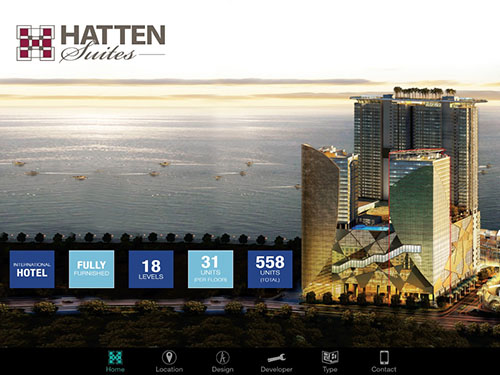 HATTEN
Suites
INTERNATIONAL
HOTEL
FULLY
FURNISHED
18
LEVELS
31
UNITS
(PER FLOOR)
558
UNITS
(TOTAL)
Home
Location
Design
Developer
Type
Contact